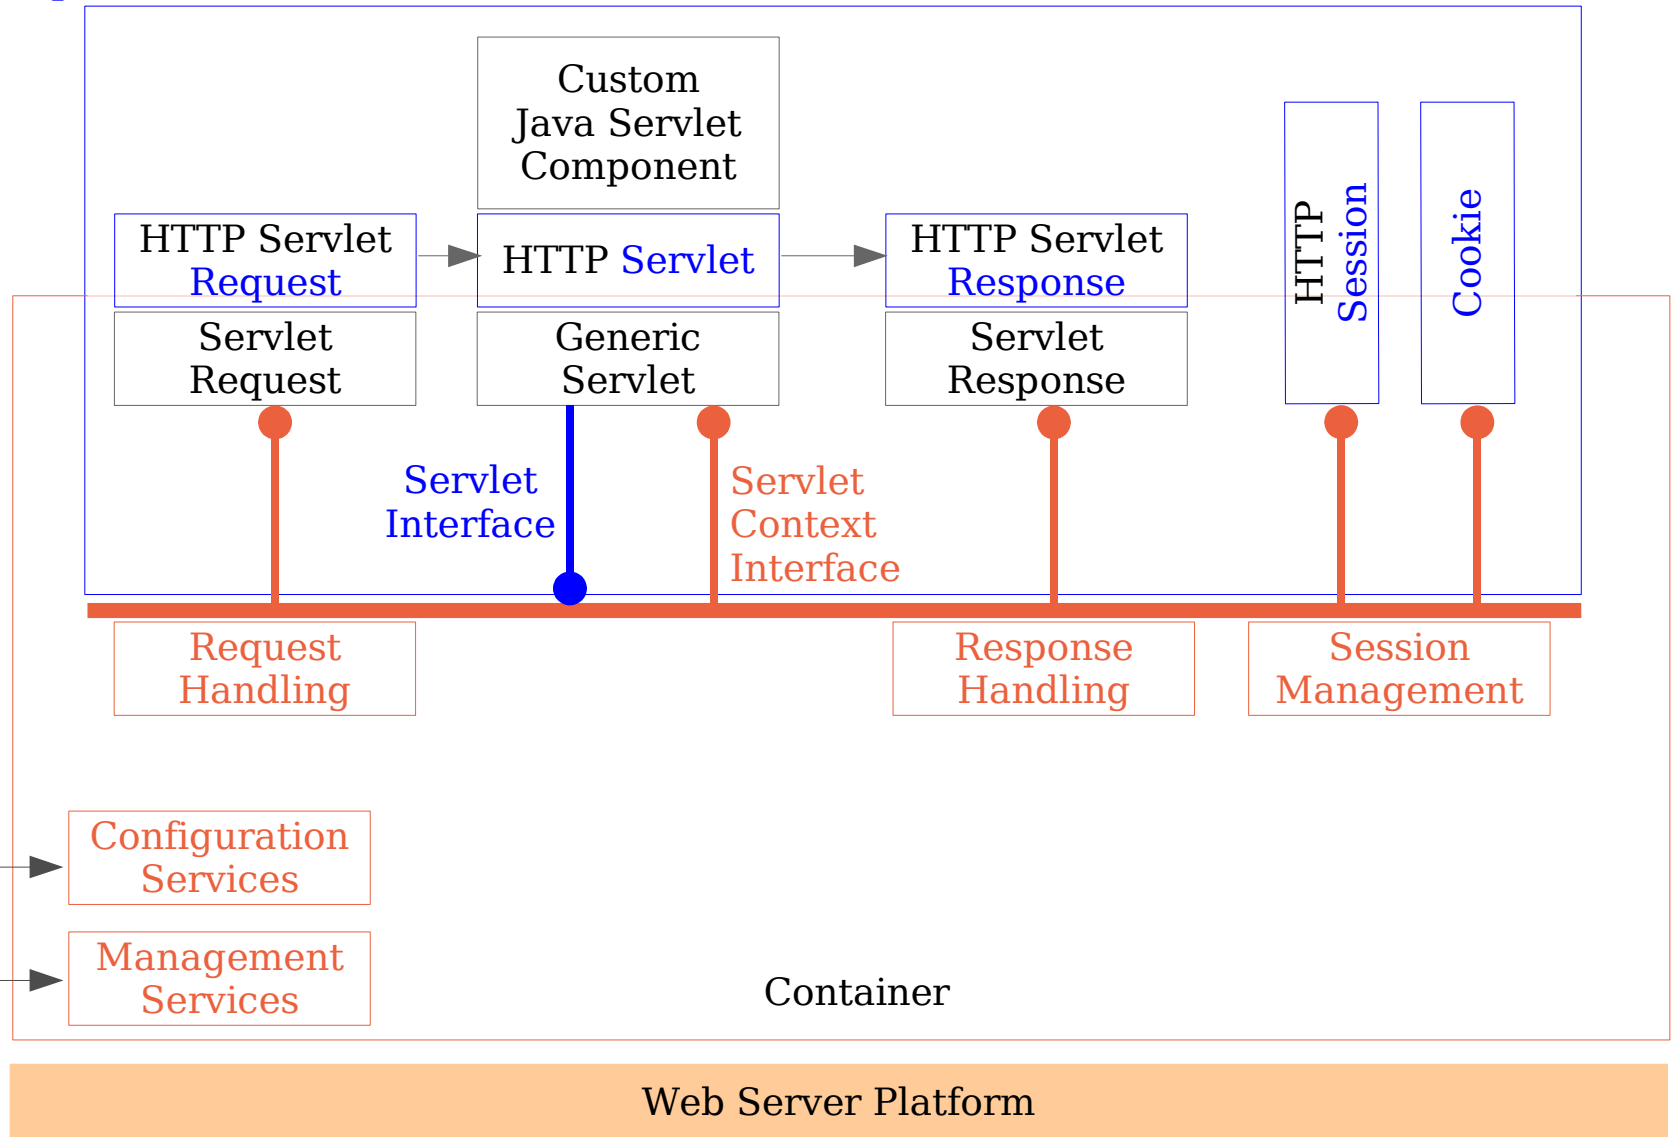 Custom
Java Servlet
Component
HTTP Servlet
Request
HTTP Servlet
HTTP Servlet
Response
HTTP
Session
Cookie
Servlet
Request
Generic
Servlet
Servlet
Response
Servlet
Interface
Servlet
Context
Interface
Request
Handling
Response
Handling
Session
Management
Configuration
Services
Management
Services
Container
Web Server Platform